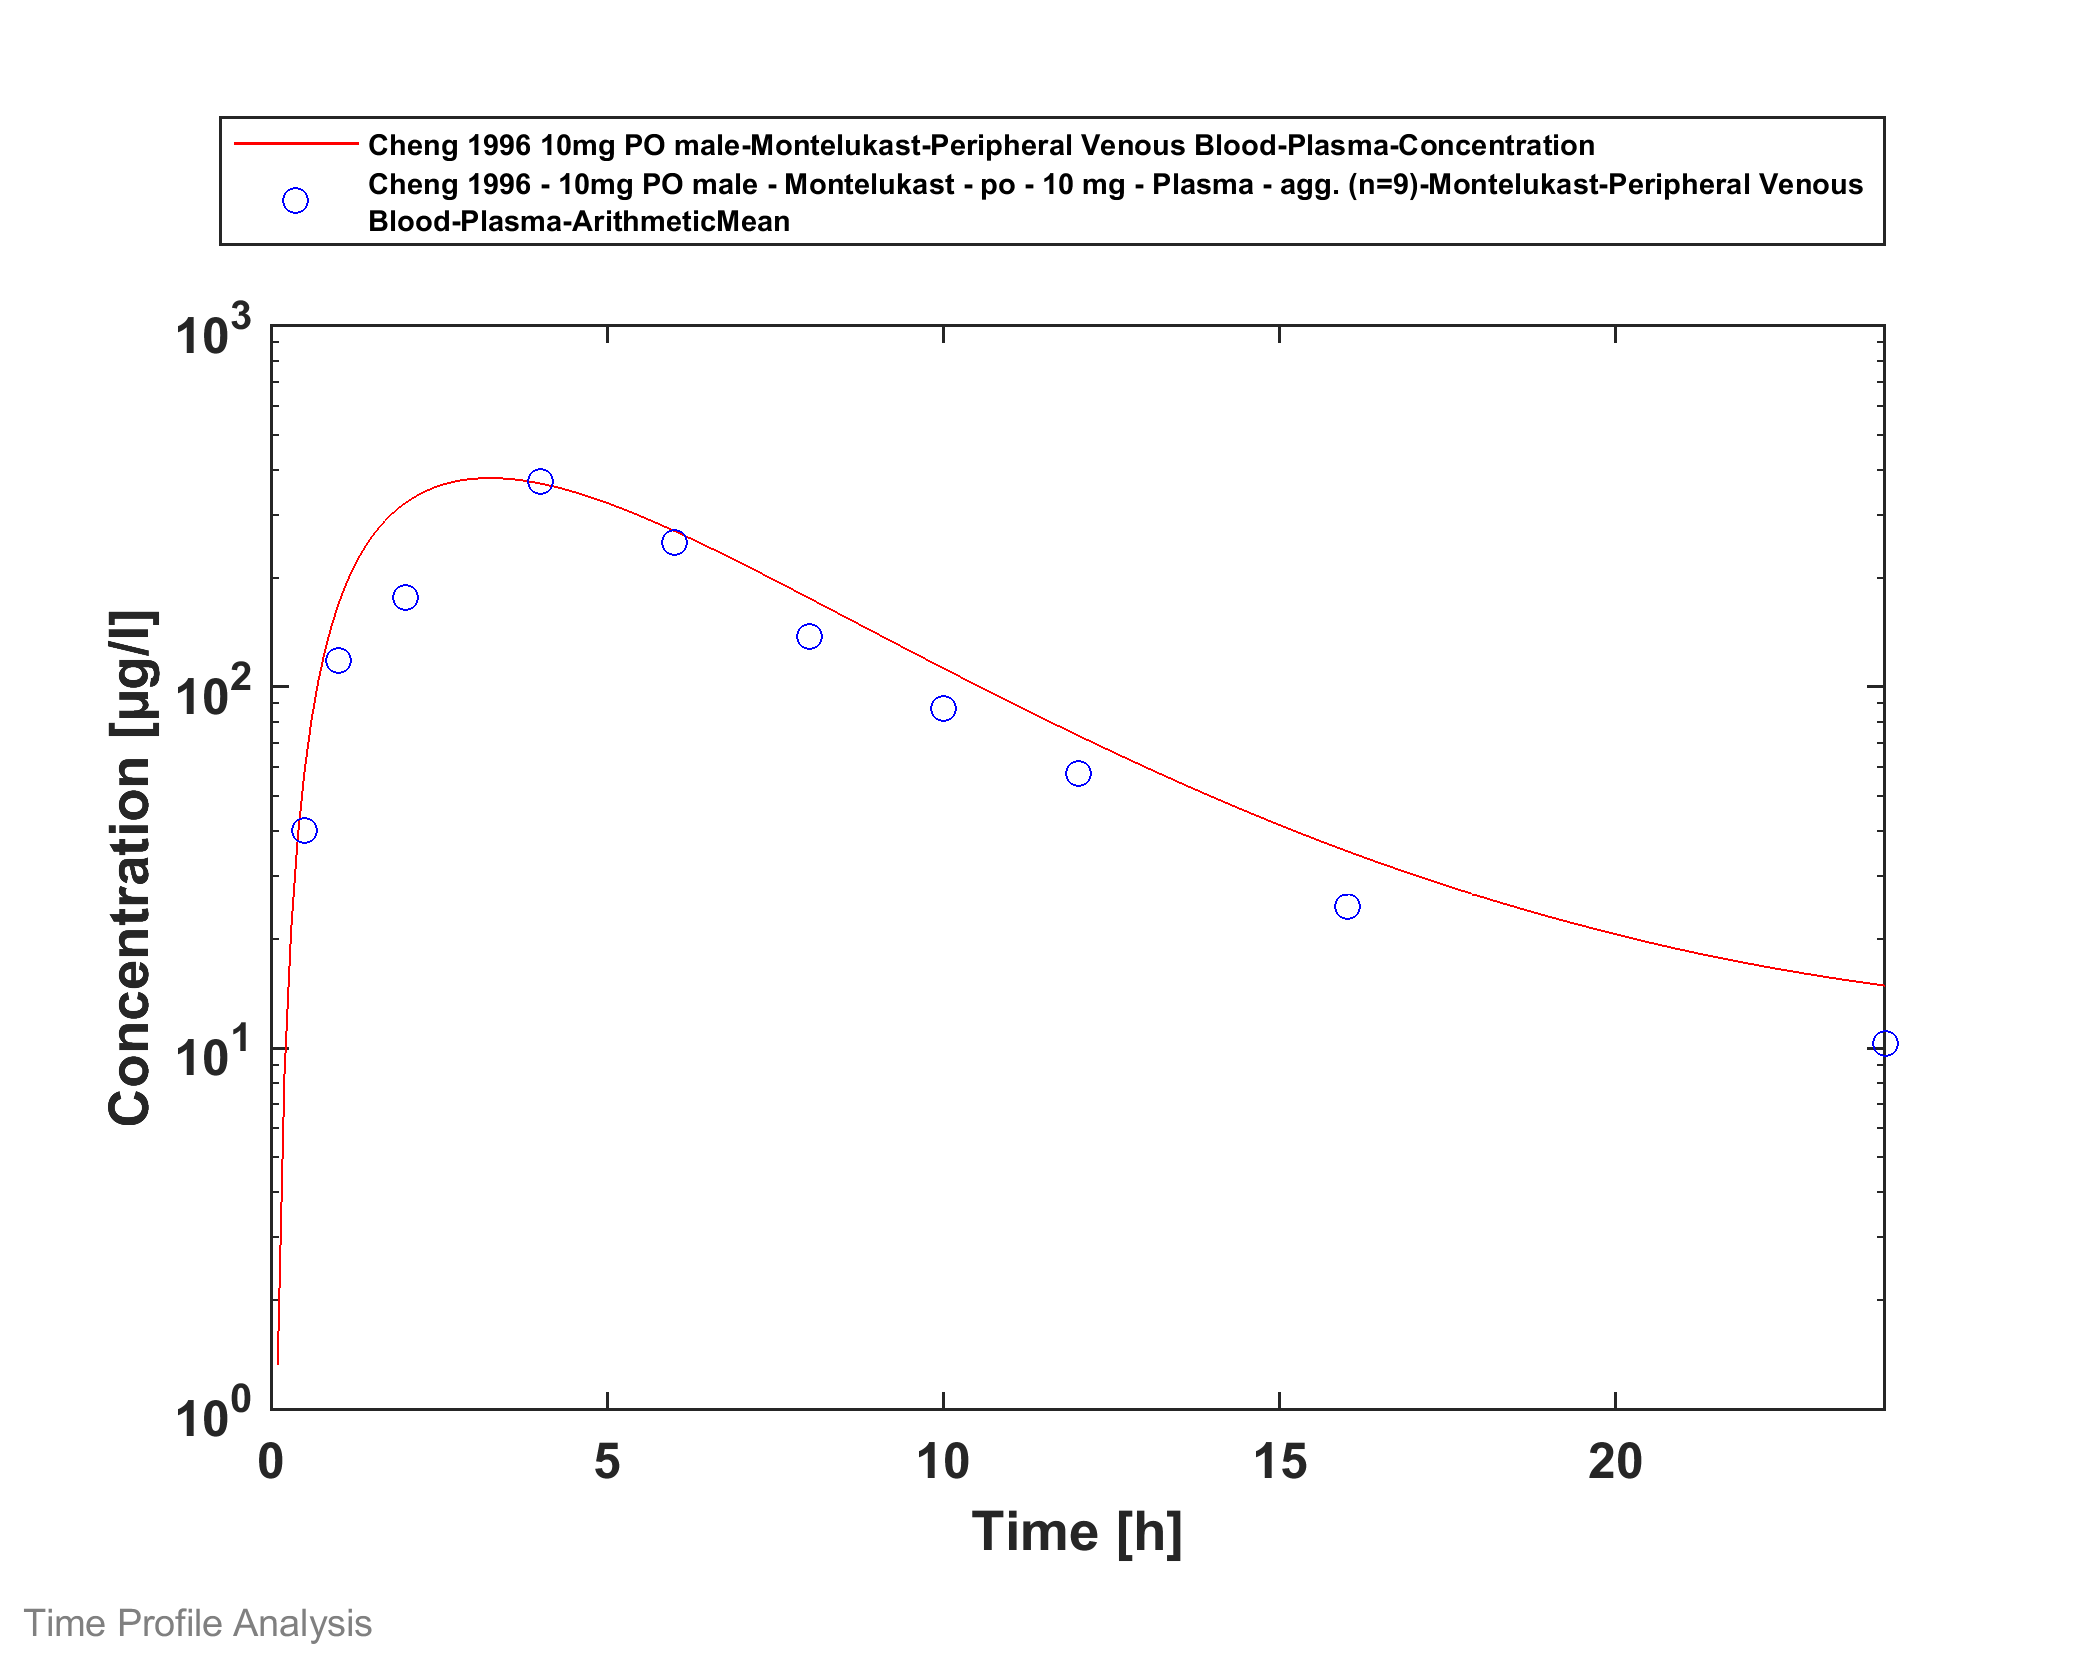 Cheng 1996 10mg PO male-Montelukast-Peripheral Venous Blood-Plasma-Concentration
Cheng 1996 - 10mg PO male - Montelukast - po - 10 mg - Plasma - agg. (n=9)-Montelukast-Peripheral Venous
Blood-Plasma-ArithmeticMean
10³
10²
10¹
10⁰
Concentration [µg/l]
0 5 10 15 20
Time [h]
Time Profile Analysis